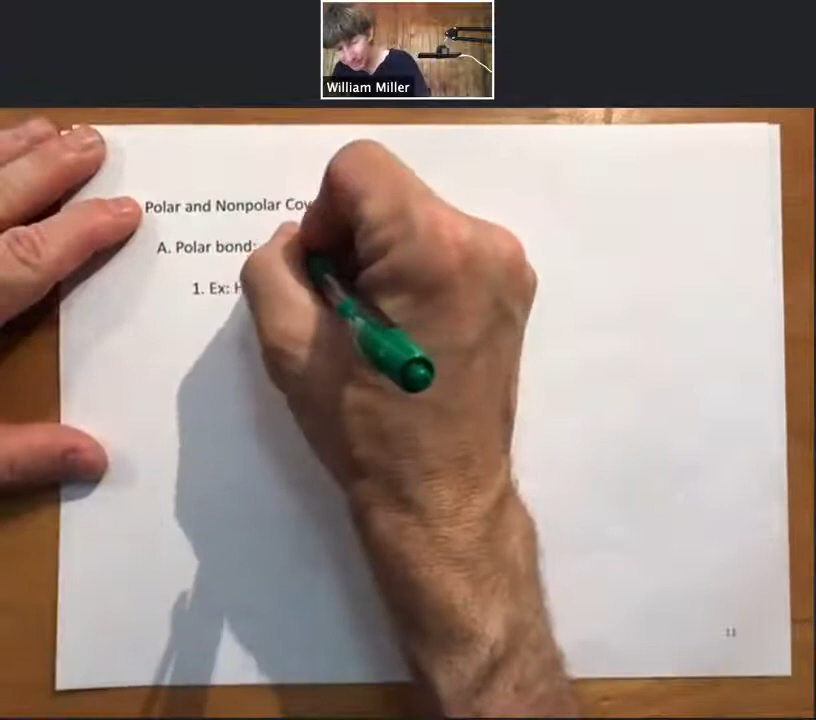 William Miller
Polar and Nonpolar Cov
A. Polar bond:
1. Ex: H
11